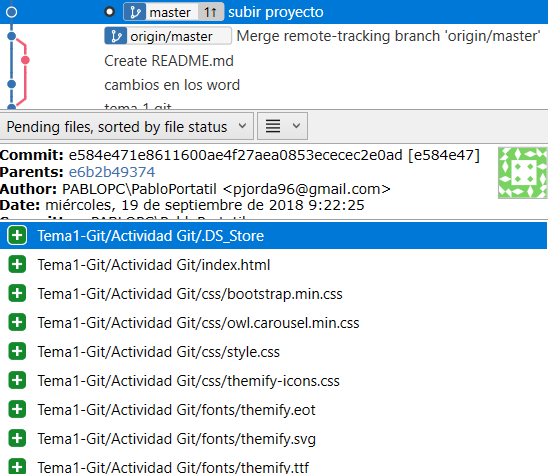 master 1↑ subir proyecto
origin/master Merge remote-tracking branch 'origin/master'
Create README.md
cambios en los word
tema 1 git
Pending files, sorted by file status
Commit: e584e471e8611600ae4f27aea0853ececec2e0ad [e584e47]
Parents: e6b2b49374
Author: PABLOPC\PabloPortatil <pjorda96@gmail.com>
Date: miércoles, 19 de septiembre de 2018 9:22:25
Tema1-Git/Actividad Git/.DS_Store
Tema1-Git/Actividad Git/index.html
Tema1-Git/Actividad Git/css/bootstrap.min.css
Tema1-Git/Actividad Git/css/owl.carousel.min.css
Tema1-Git/Actividad Git/css/style.css
Tema1-Git/Actividad Git/css/themify-icons.css
Tema1-Git/Actividad Git/fonts/themify.eot
Tema1-Git/Actividad Git/fonts/themify.svg
Tema1-Git/Actividad Git/fonts/themify.ttf